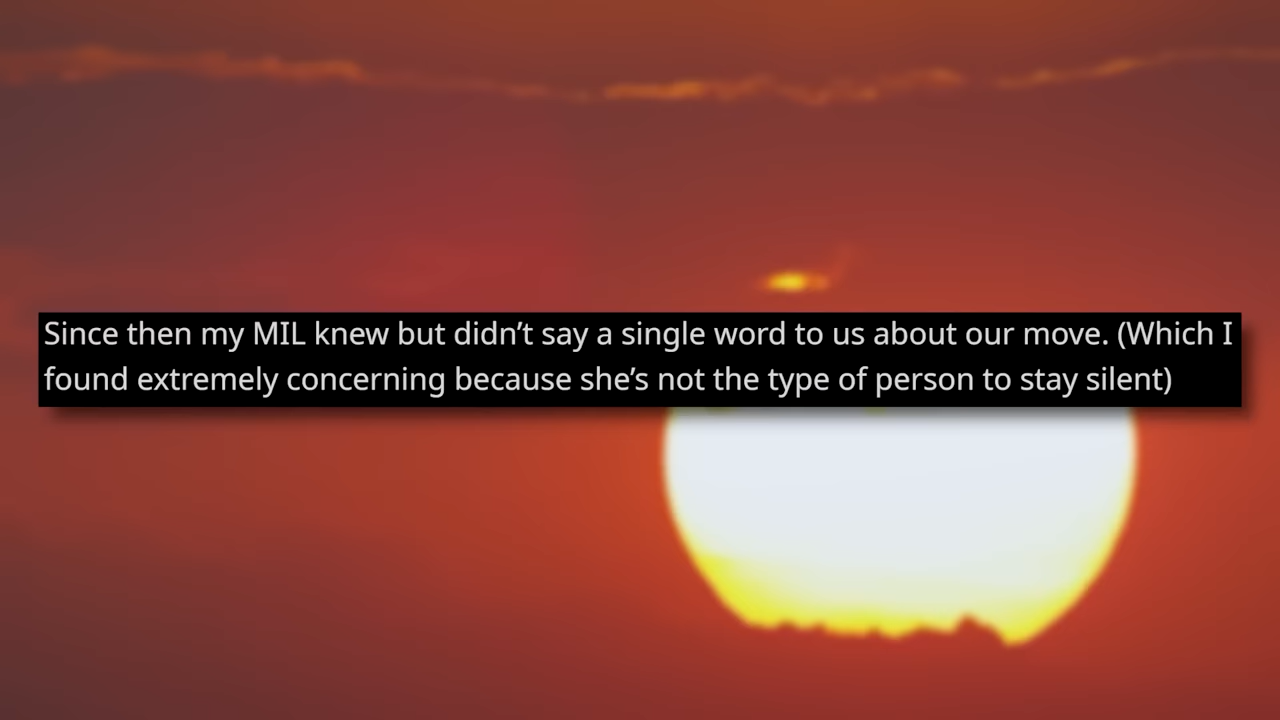 Since then my MIL knew but didn’t say a single word to us about our move. (Which I
found extremely concerning because she’s not the type of person to stay silent)